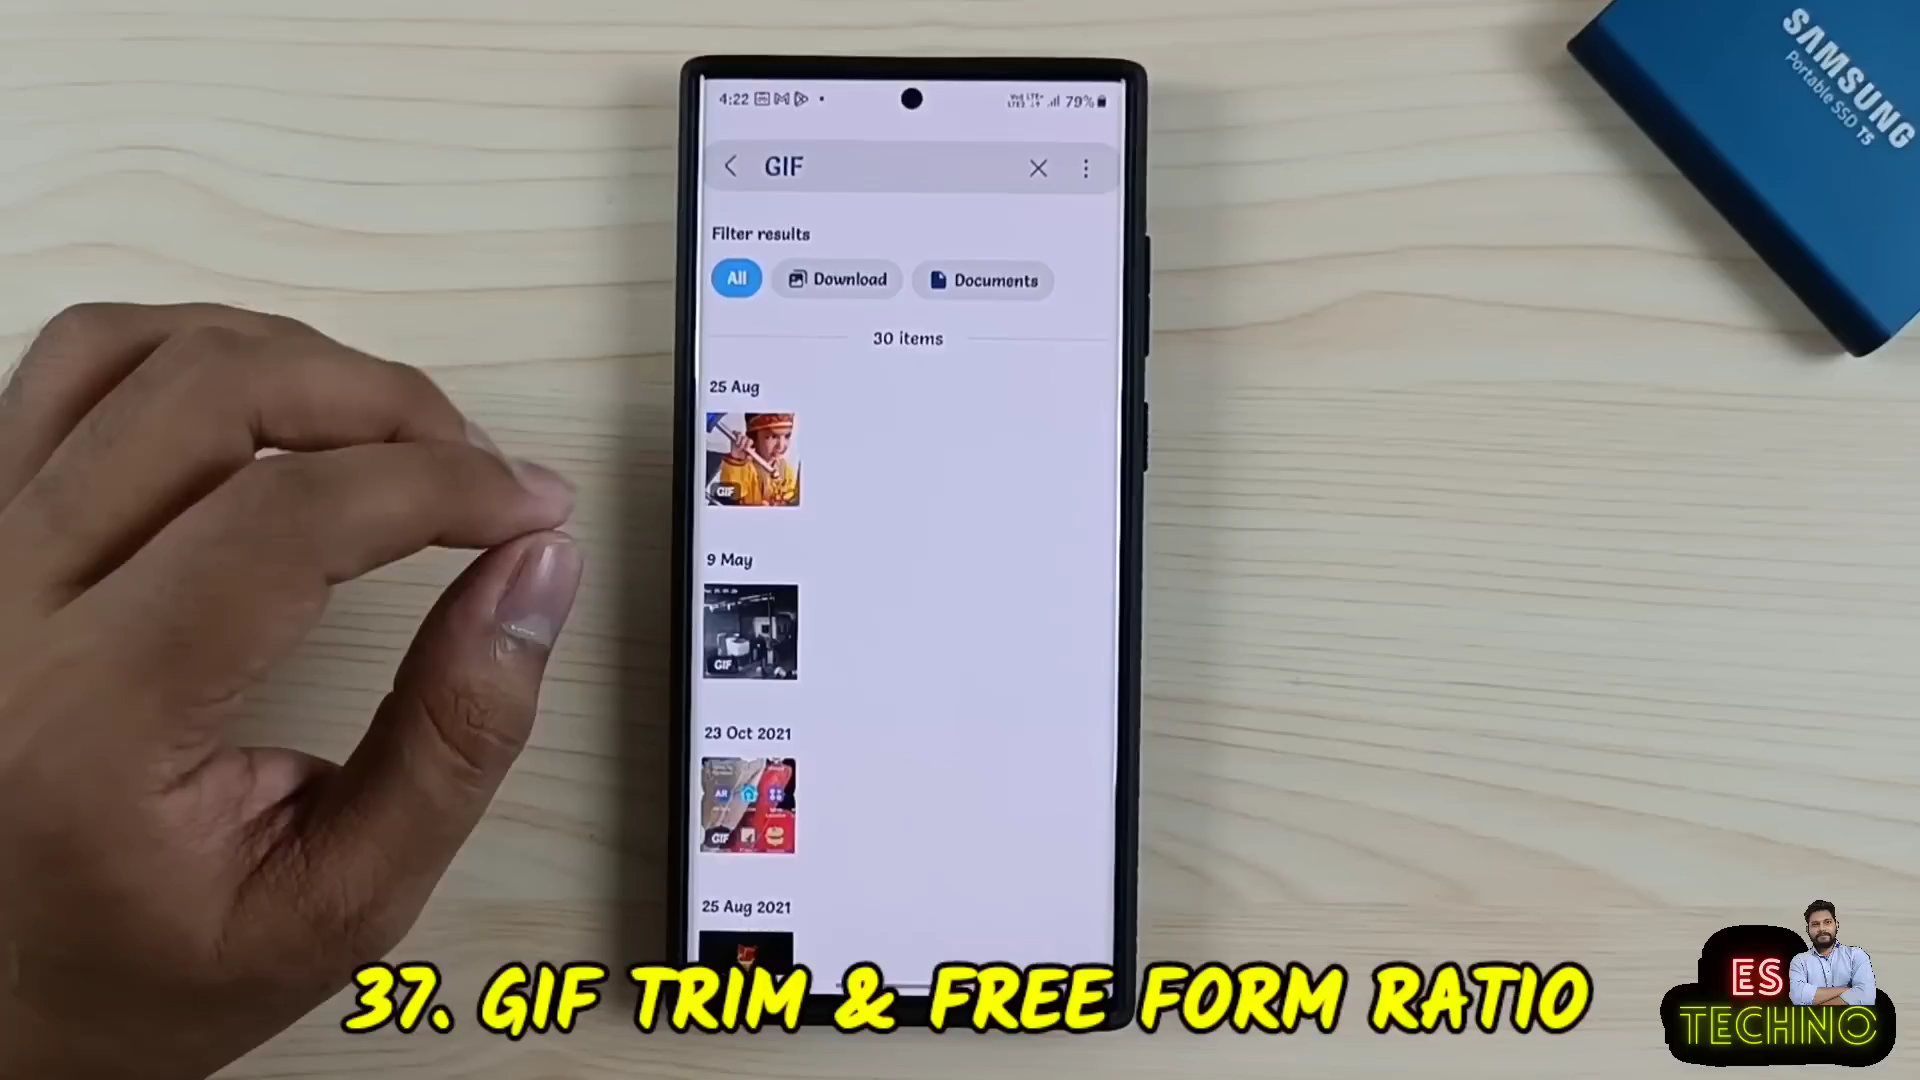 4:22
79%
GIF
Filter results
All
Download
Documents
30 items
25 Aug
GIF
9 May
GIF
23 Oct 2021
AR
GIF
25 Aug 2021
SAMSUNG
Portable SSD T5
37. GIF TRIM & FREE FORM RATIO
ES
TECHNO